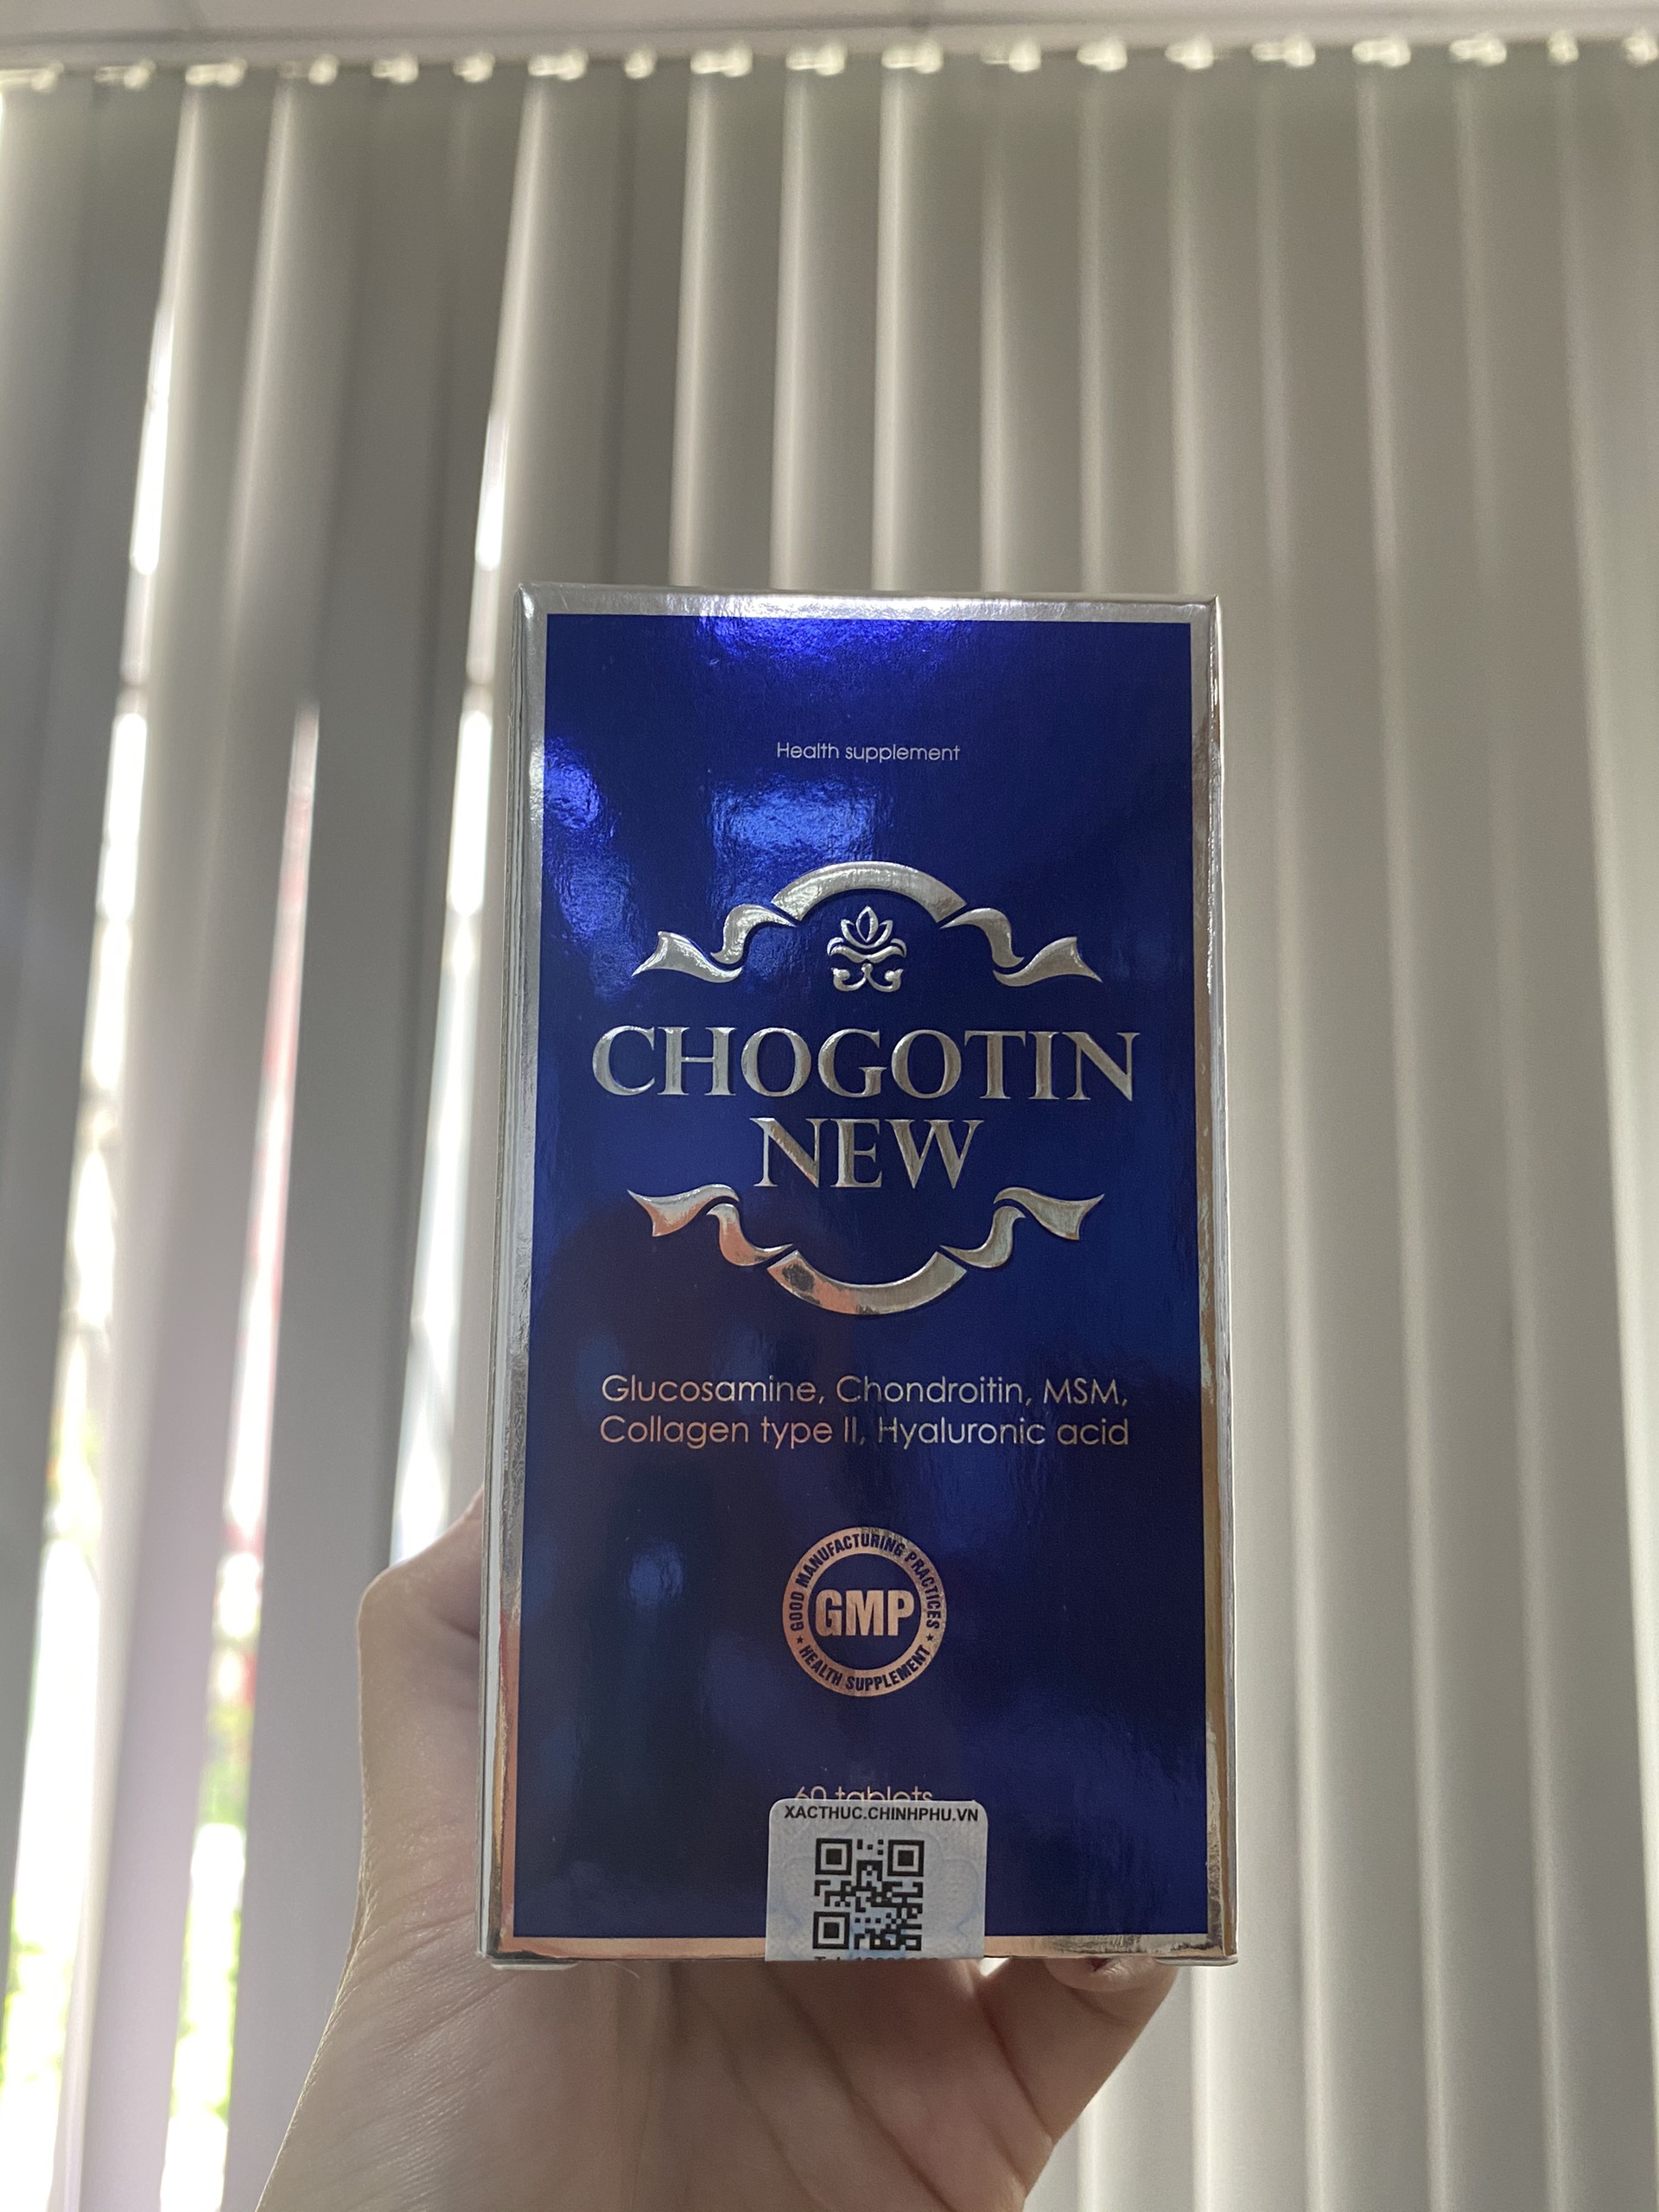 Health supplement
CHOGOTIN
NEW
Glucosamine, Chondroitin, MSM,
Collagen type II, Hyaluronic acid
GOOD MANUFACTURING PRACTICES
GMP
★ HEALTH SUPPLEMENT ★
60 tablets
XACTHUC.CHINHPHU.VN